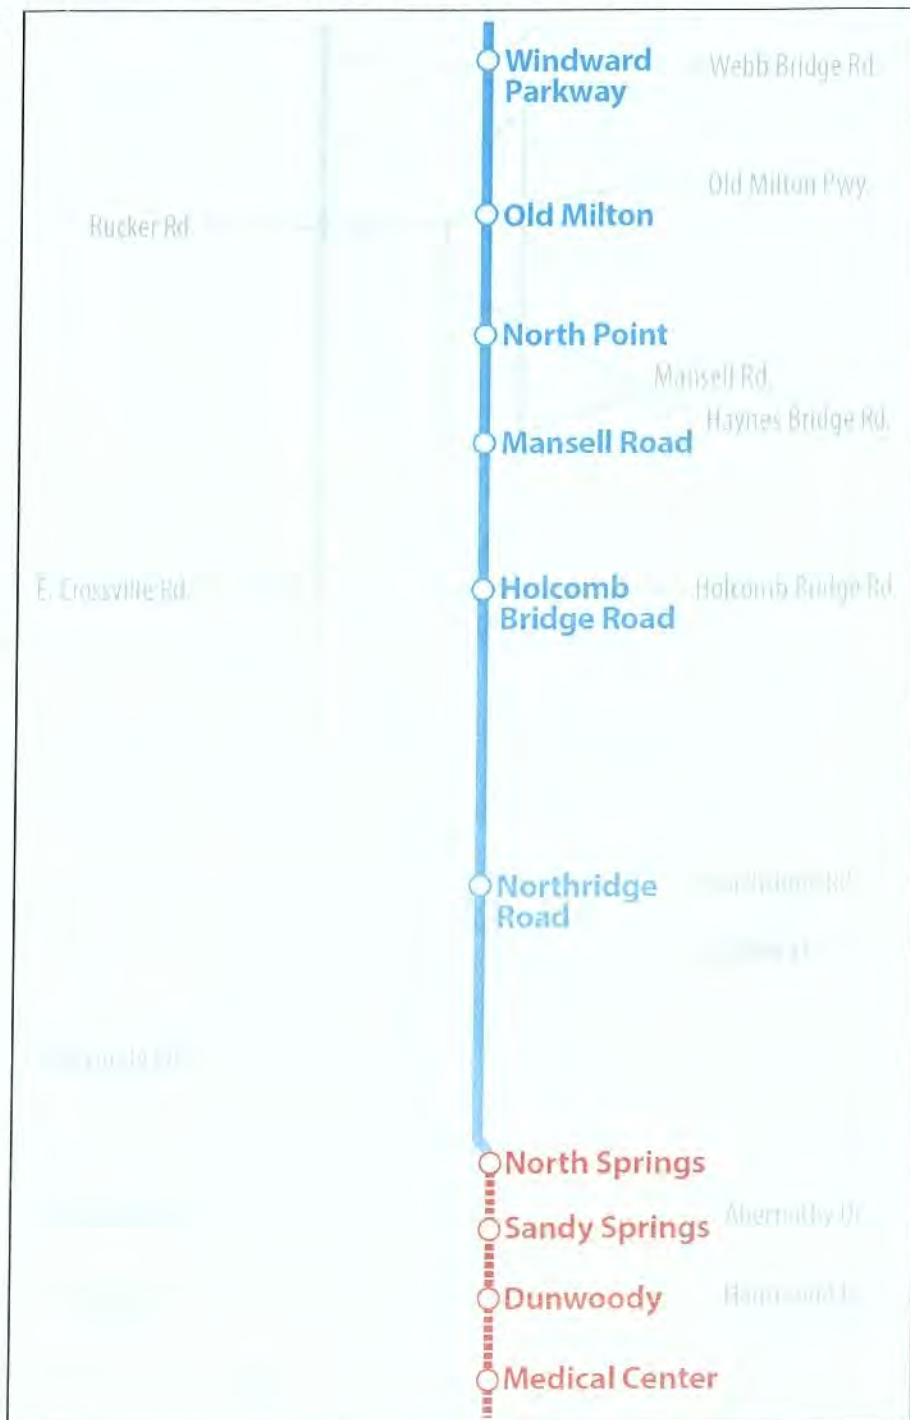 Windward
Parkway
Webb Bridge Rd.
Old Milton Pwy.
Old Milton
Rucker Rd.
North Point
Mansell Rd.
Haynes Bridge Rd.
Mansell Road
E. Crossville Rd.
Holcomb
Bridge Road
Holcomb Bridge Rd.
Northridge
Road
North Springs
Sandy Springs
Abernathy
Dunwoody
Medical Center